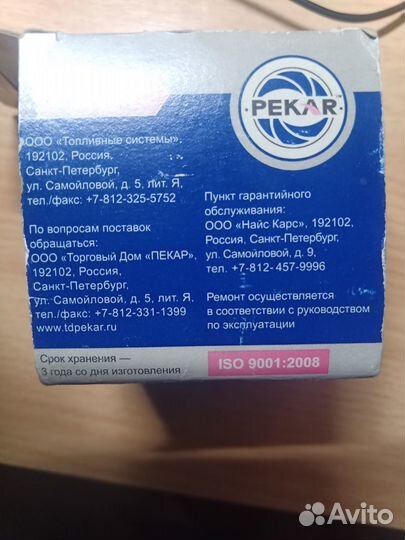 PEKAR
ООО «Топливные системы»,
192102, Россия,
Санкт-Петербург,
ул. Самойловой, д. 5, лит. Я,
тел./факс: +7-812-325-5752
По вопросам поставок
обращаться:
ООО «Торговый Дом «ПЕКАР»,
192102, Россия,
Санкт-Петербург,
ул. Самойловой, д. 5, лит. Я,
тел./факс: +7-812-331-1399
www.tdpekar.ru
Пункт гарантийного
обслуживания:
ООО «Найс Карс», 192102,
Россия, Санкт-Петербург,
ул. Самойловой, д. 9,
тел. +7-812- 457-9996
Ремонт осуществляется
в соответствии с руководством
по эксплуатации
Срок хранения —
3 года со дня изготовления
ISO 9001:2008
Avito